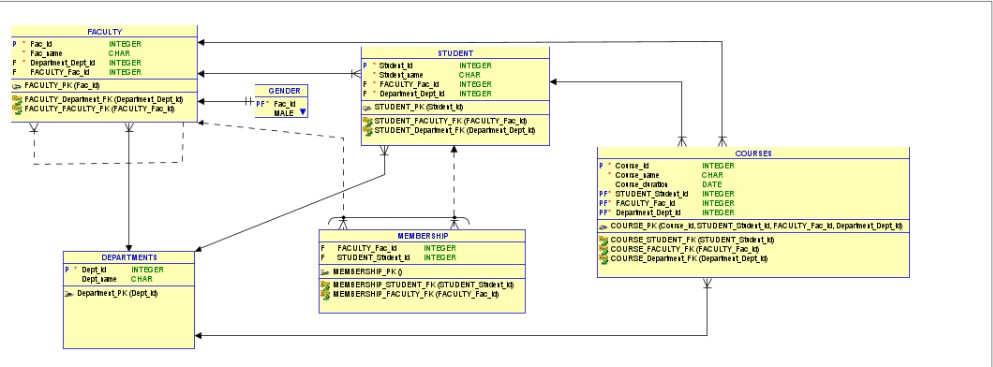 FACULTY
P * Fac_id INTEGER
* Fac_name CHAR
F * Department_Dept_id INTEGER
F FACULTY_Fac_id INTEGER
FACULTY_PK (Fac_id)
FACULTY_Department_FK (Department_Dept_id)
FACULTY_FACULTY_FK (FACULTY_Fac_id)
GENDER
PF* Fac_id
MALE
STUDENT
P * Student_id INTEGER
* Student_name CHAR
F * FACULTY_Fac_id INTEGER
F * Department_Dept_id INTEGER
STUDENT_PK (Student_id)
STUDENT_FACULTY_FK (FACULTY_Fac_id)
STUDENT_Department_FK (Department_Dept_id)
COURSES
P * Course_id INTEGER
* Course_name CHAR
Course_duration DATE
PF* STUDENT_Student_id INTEGER
PF* FACULTY_Fac_id INTEGER
PF* Department_Dept_id INTEGER
COURSE_PK (Course_id, STUDENT_Student_id, FACULTY_Fac_id, Department_Dept_id)
COURSE_STUDENT_FK (STUDENT_Student_id)
COURSE_FACULTY_FK (FACULTY_Fac_id)
COURSE_Department_FK (Department_Dept_id)
MEMBERSHIP
F FACULTY_Fac_id INTEGER
F STUDENT_Student_id INTEGER
MEMBERSHIP_PK ()
MEMBERSHIP_STUDENT_FK (STUDENT_Student_id)
MEMBERSHIP_FACULTY_FK (FACULTY_Fac_id)
DEPARTMENTS
P * Dept_id INTEGER
Dept_name CHAR
Department_PK (Dept_id)